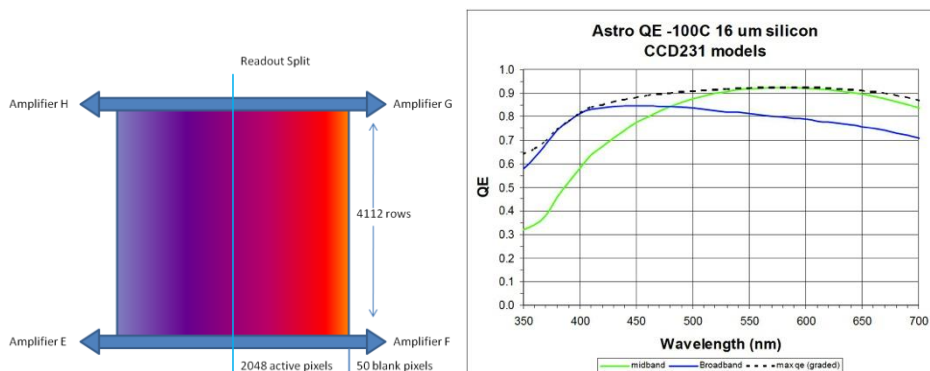 Readout Split
Amplifier H
Amplifier G
4112 rows
Amplifier E
Amplifier F
2048 active pixels
50 blank pixels
Astro QE -100C 16 um silicon
CCD231 models
1.0
0.9
0.8
0.7
0.6
0.5
0.4
0.3
0.2
0.1
0.0
QE
350 400 450 500 550 600 650 700
Wavelength (nm)
midband Broadband max qe (graded)